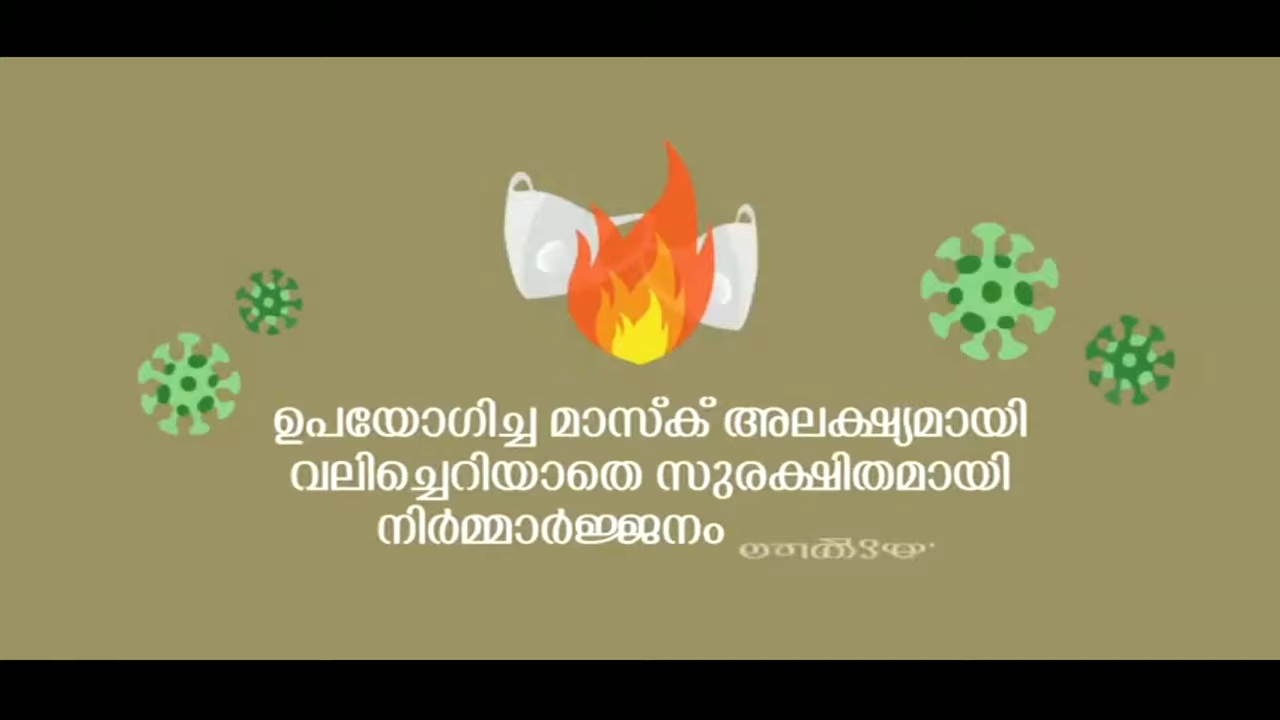 ഉപയോഗിച്ച മാസ്ക് അലക്ഷ്യമായി
വലിച്ചെറിയാതെ സുരക്ഷിതമായി
നിർമ്മാർജ്ജനം